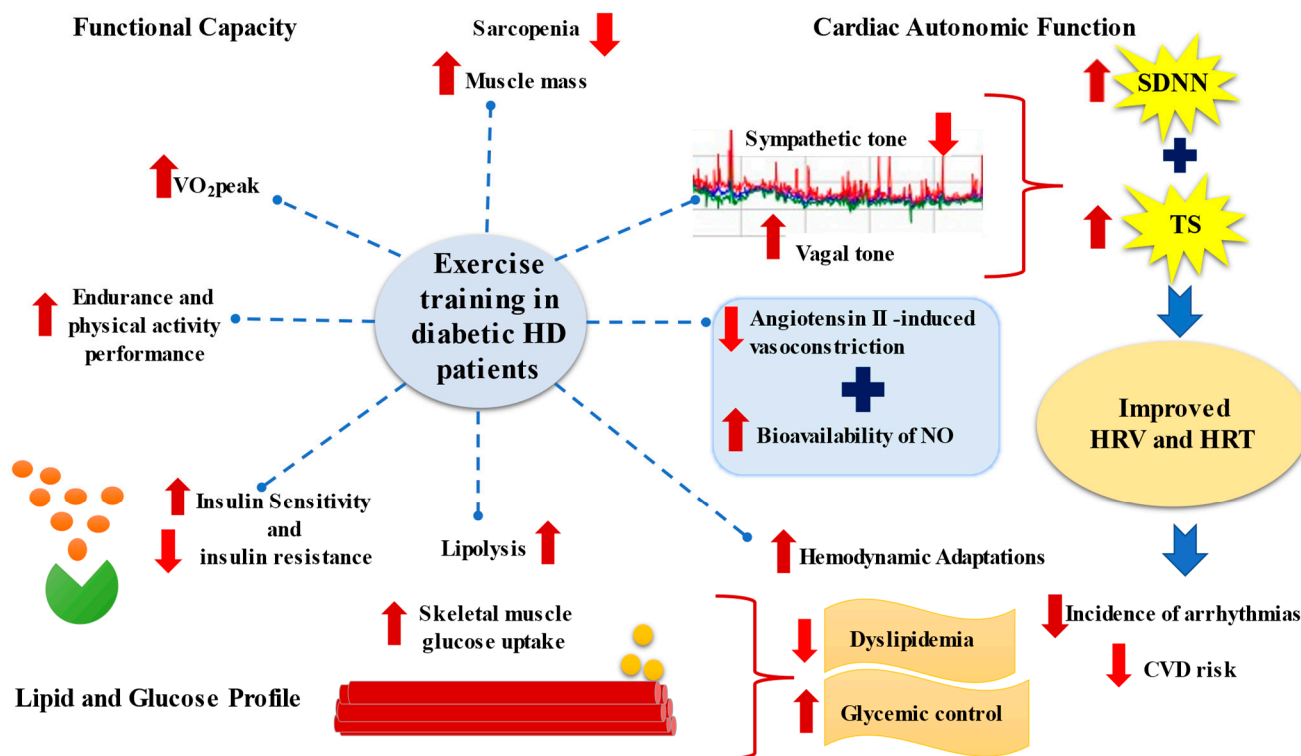 Functional Capacity
Sarcopenia
Muscle mass
Cardiac Autonomic Function
SDNN
Sympathetic tone
VO₂peak
TS
Vagal tone
Exercise
training in
diabetic HD
patients
Endurance and
physical activity
performance
Angiotensin II -induced
vasoconstriction
Bioavailability of NO
Improved
HRV and HRT
Insulin Sensitivity
and
insulin resistance
Lipolysis
Hemodynamic Adaptations
Skeletal muscle
glucose uptake
Dyslipidemia
Incidence of arrhythmias
CVD risk
Lipid and Glucose Profile
Glycemic control